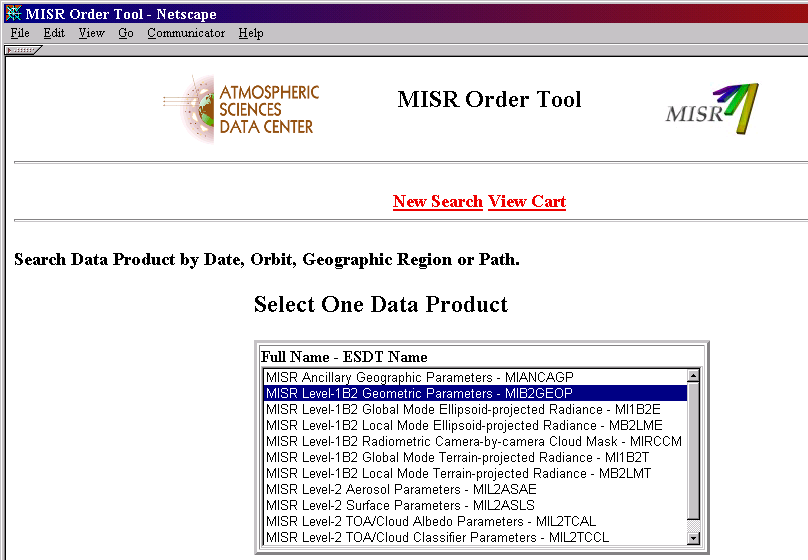 MISR Order Tool - Netscape
File Edit View Go Communicator Help
ATMOSPHERIC
SCIENCES
DATA CENTER
MISR Order Tool
MISR
New Search View Cart
Search Data Product by Date, Orbit, Geographic Region or Path.
Select One Data Product
Full Name - ESDT Name
MISR Ancillary Geographic Parameters - MIANCAGP
MISR Level-1B2 Geometric Parameters - MIB2GEOP
MISR Level-1B2 Global Mode Ellipsoid-projected Radiance - MI1B2E
MISR Level-1B2 Local Mode Ellipsoid-projected Radiance - MB2LME
MISR Level-1B2 Radiometric Camera-by-camera Cloud Mask - MIRCCM
MISR Level-1B2 Global Mode Terrain-projected Radiance - MI1B2T
MISR Level-1B2 Local Mode Terrain-projected Radiance - MB2LMT
MISR Level-2 Aerosol Parameters - MIL2ASAE
MISR Level-2 Surface Parameters - MIL2ASLS
MISR Level-2 TOA/Cloud Albedo Parameters - MIL2TCAL
MISR Level-2 TOA/Cloud Classifier Parameters - MIL2TCCL